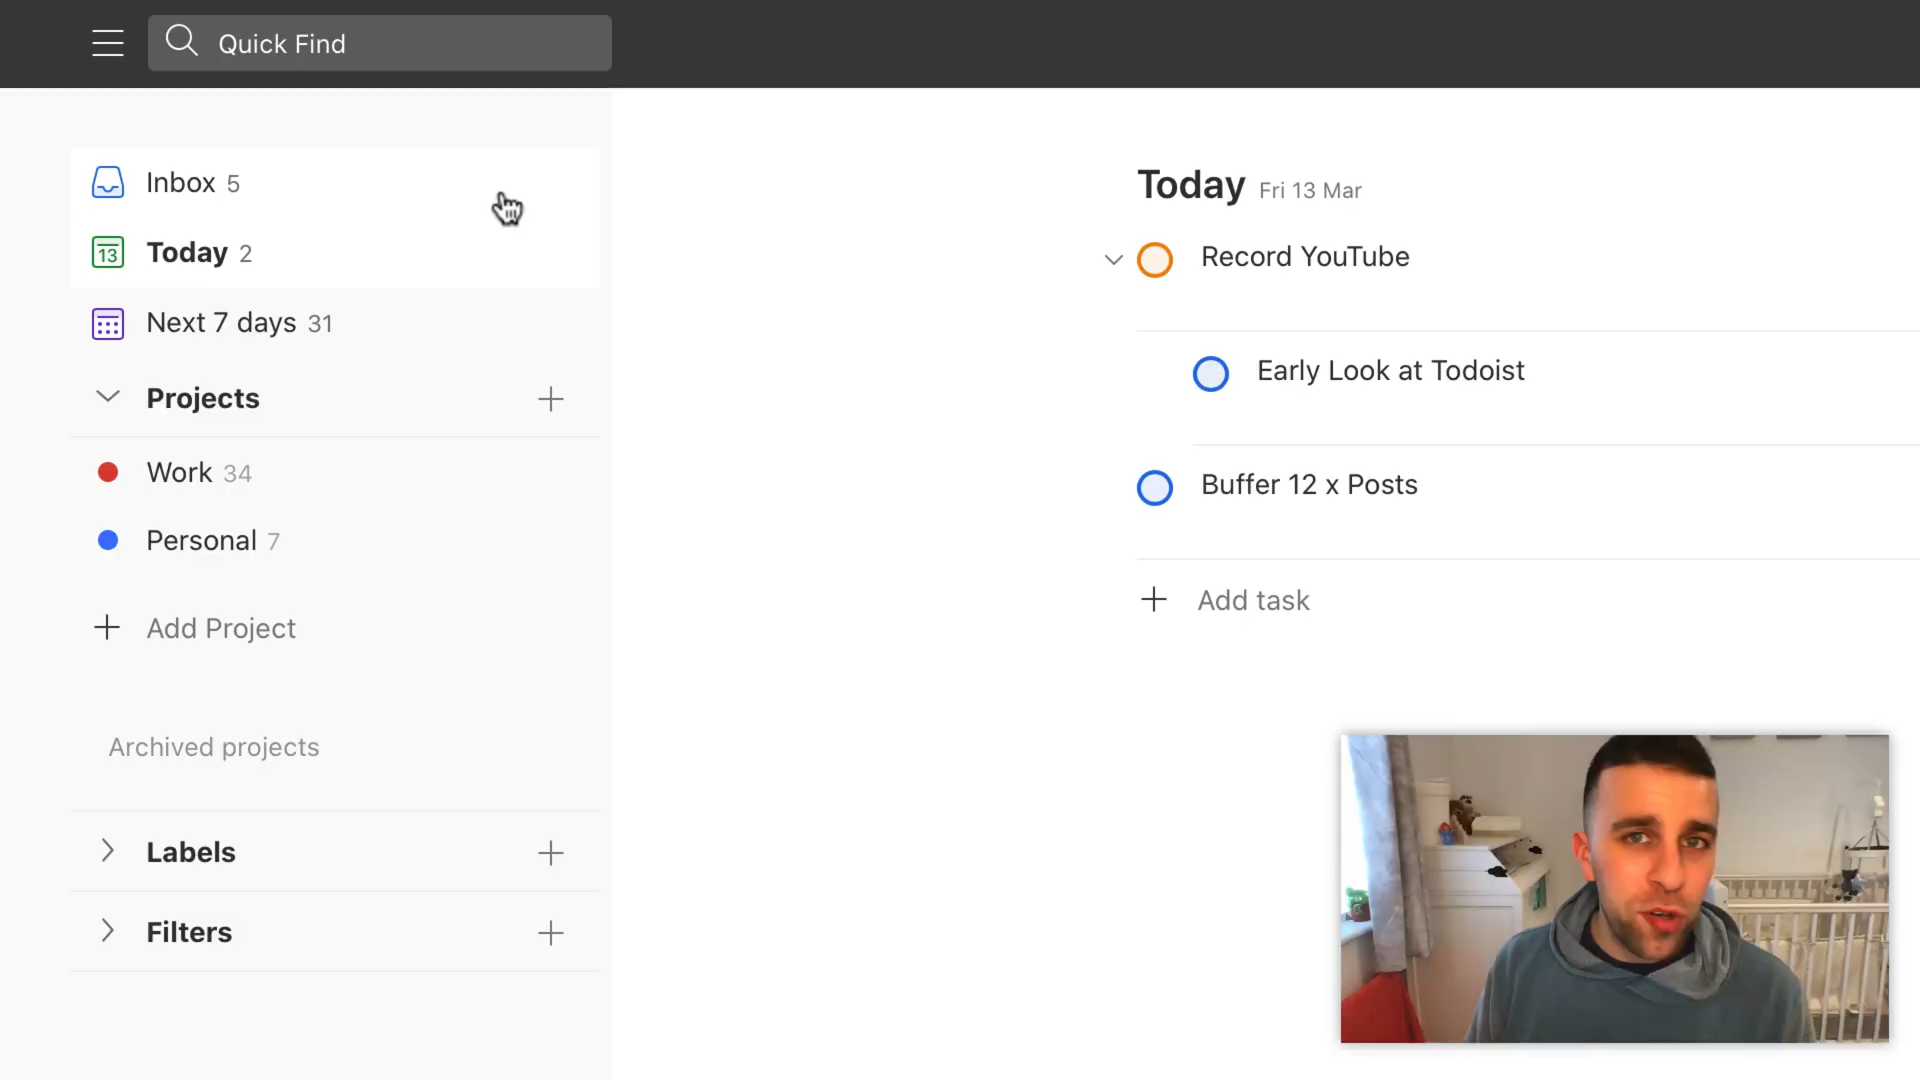 Quick Find
Inbox 5
13 Today 2
Next 7 days 31
Projects
Work 34
Personal 7
Add Project
Archived projects
Labels
Filters
Today Fri 13 Mar
Record YouTube
Early Look at Todoist
Buffer 12 x Posts
Add task